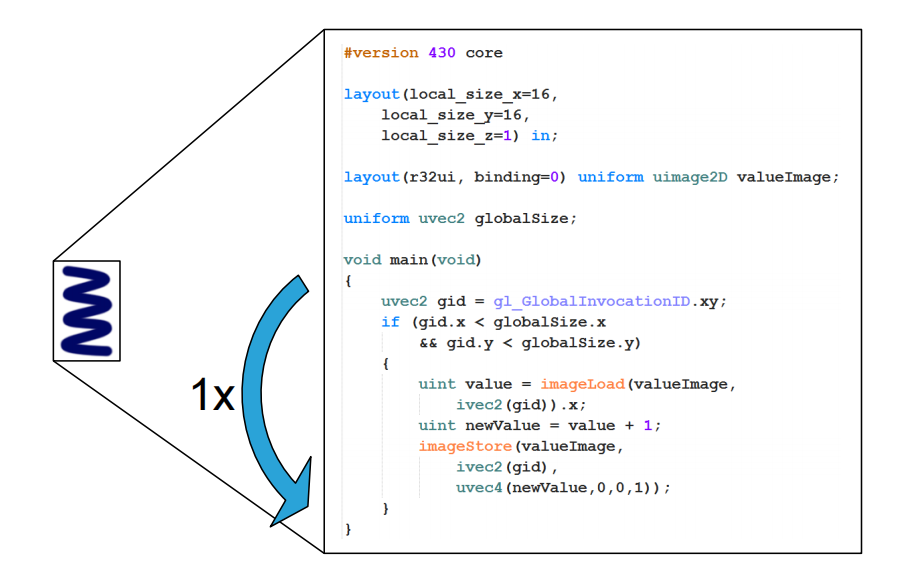 #version 430 core
layout(local_size_x=16,
local_size_y=16,
local_size_z=1) in;
layout(r32ui, binding=0) uniform uimage2D valueImage;
uniform uvec2 globalSize;
void main(void)
{
uvec2 gid = gl_GlobalInvocationID.xy;
if (gid.x < globalSize.x
&& gid.y < globalSize.y)
{
uint value = imageLoad(valueImage,
ivec2(gid)).x;
uint newValue = value + 1;
imageStore(valueImage,
ivec2(gid),
uvec4(newValue,0,0,1));
}
}
1x